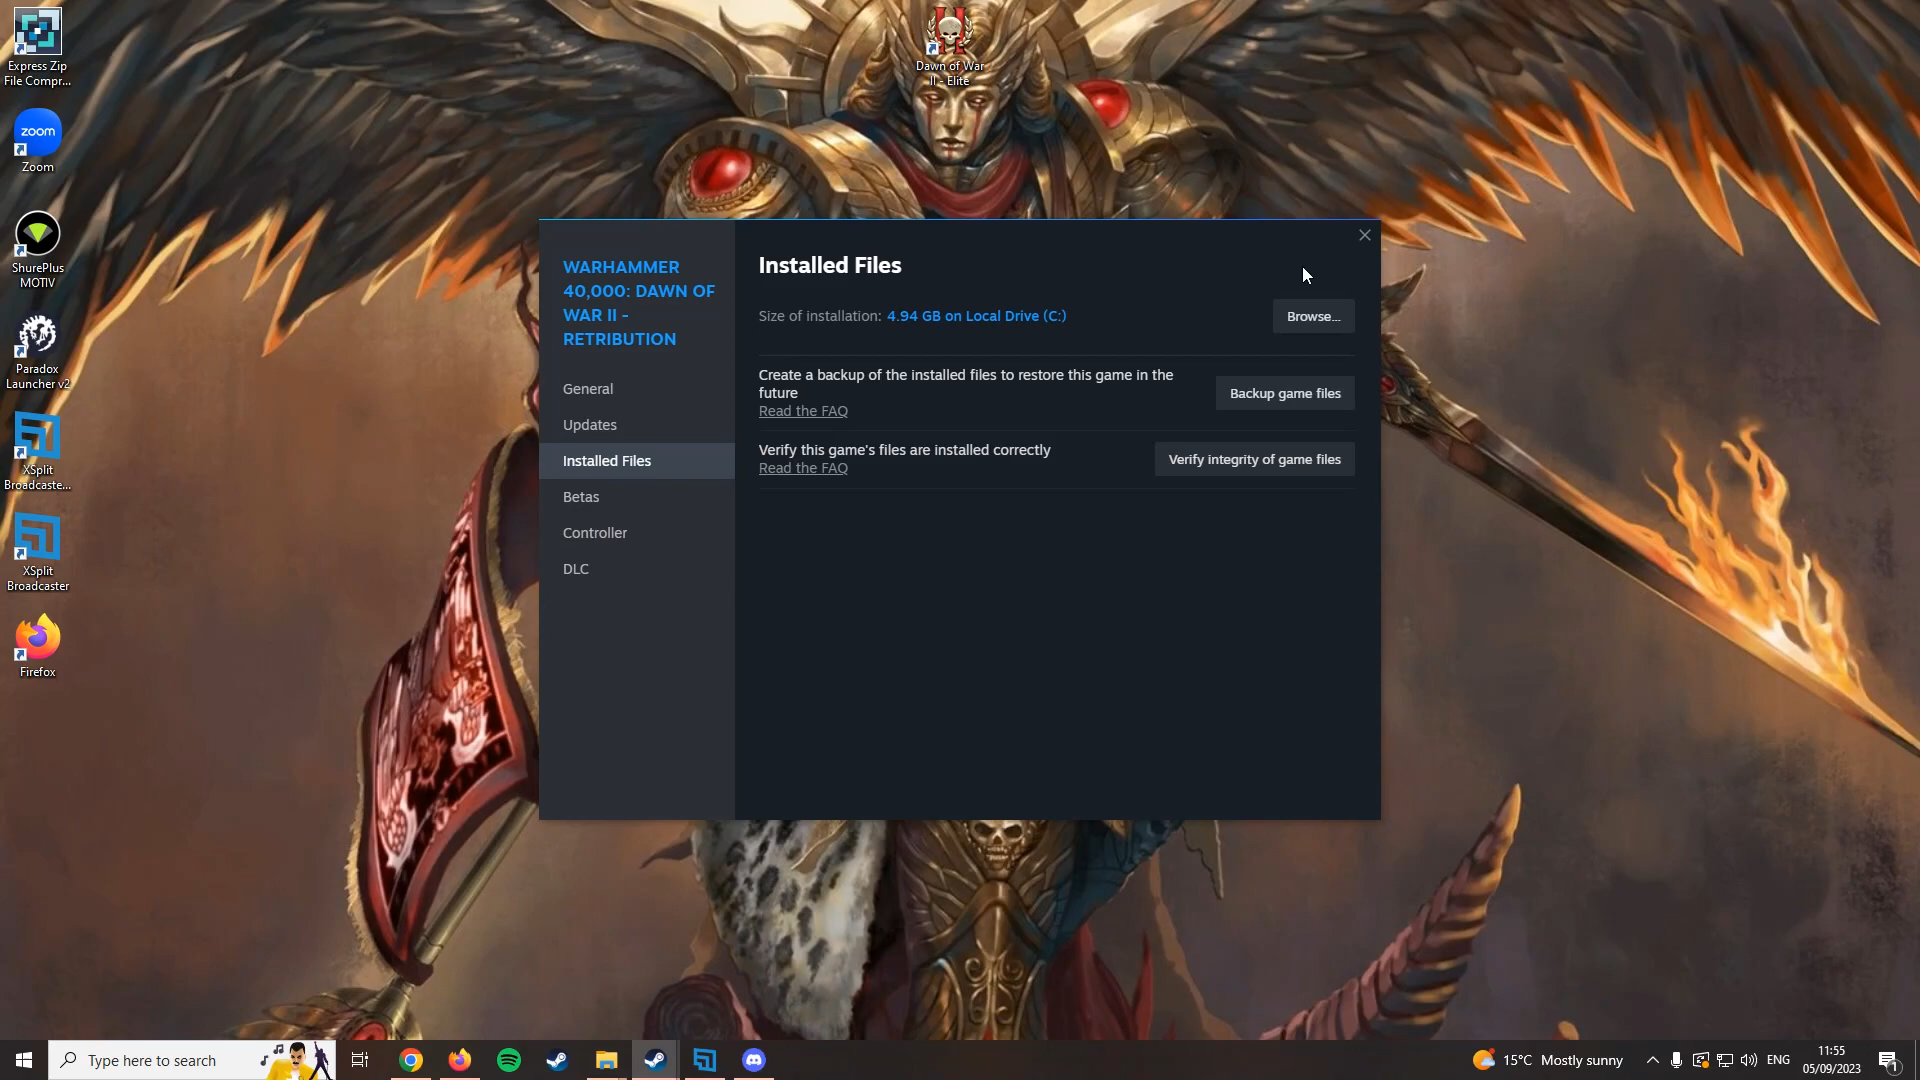 Express Zip
File Compr...
zoom
Zoom
ShurePlus
MOTIV
Paradox
Launcher v2
XSplit
Broadcaste...
XSplit
Broadcaster
Firefox
Dawn of War
II - Elite
WARHAMMER
40,000: DAWN OF
WAR II -
RETRIBUTION
General
Updates
Installed Files
Betas
Controller
DLC
Installed Files
Size of installation: 4.94 GB on Local Drive (C:)
Browse...
Create a backup of the installed files to restore this game in the
future
Read the FAQ
Backup game files
Verify this game's files are installed correctly
Read the FAQ
Verify integrity of game files
Type here to search
15°C Mostly sunny
ENG
11:55
05/09/2023
1